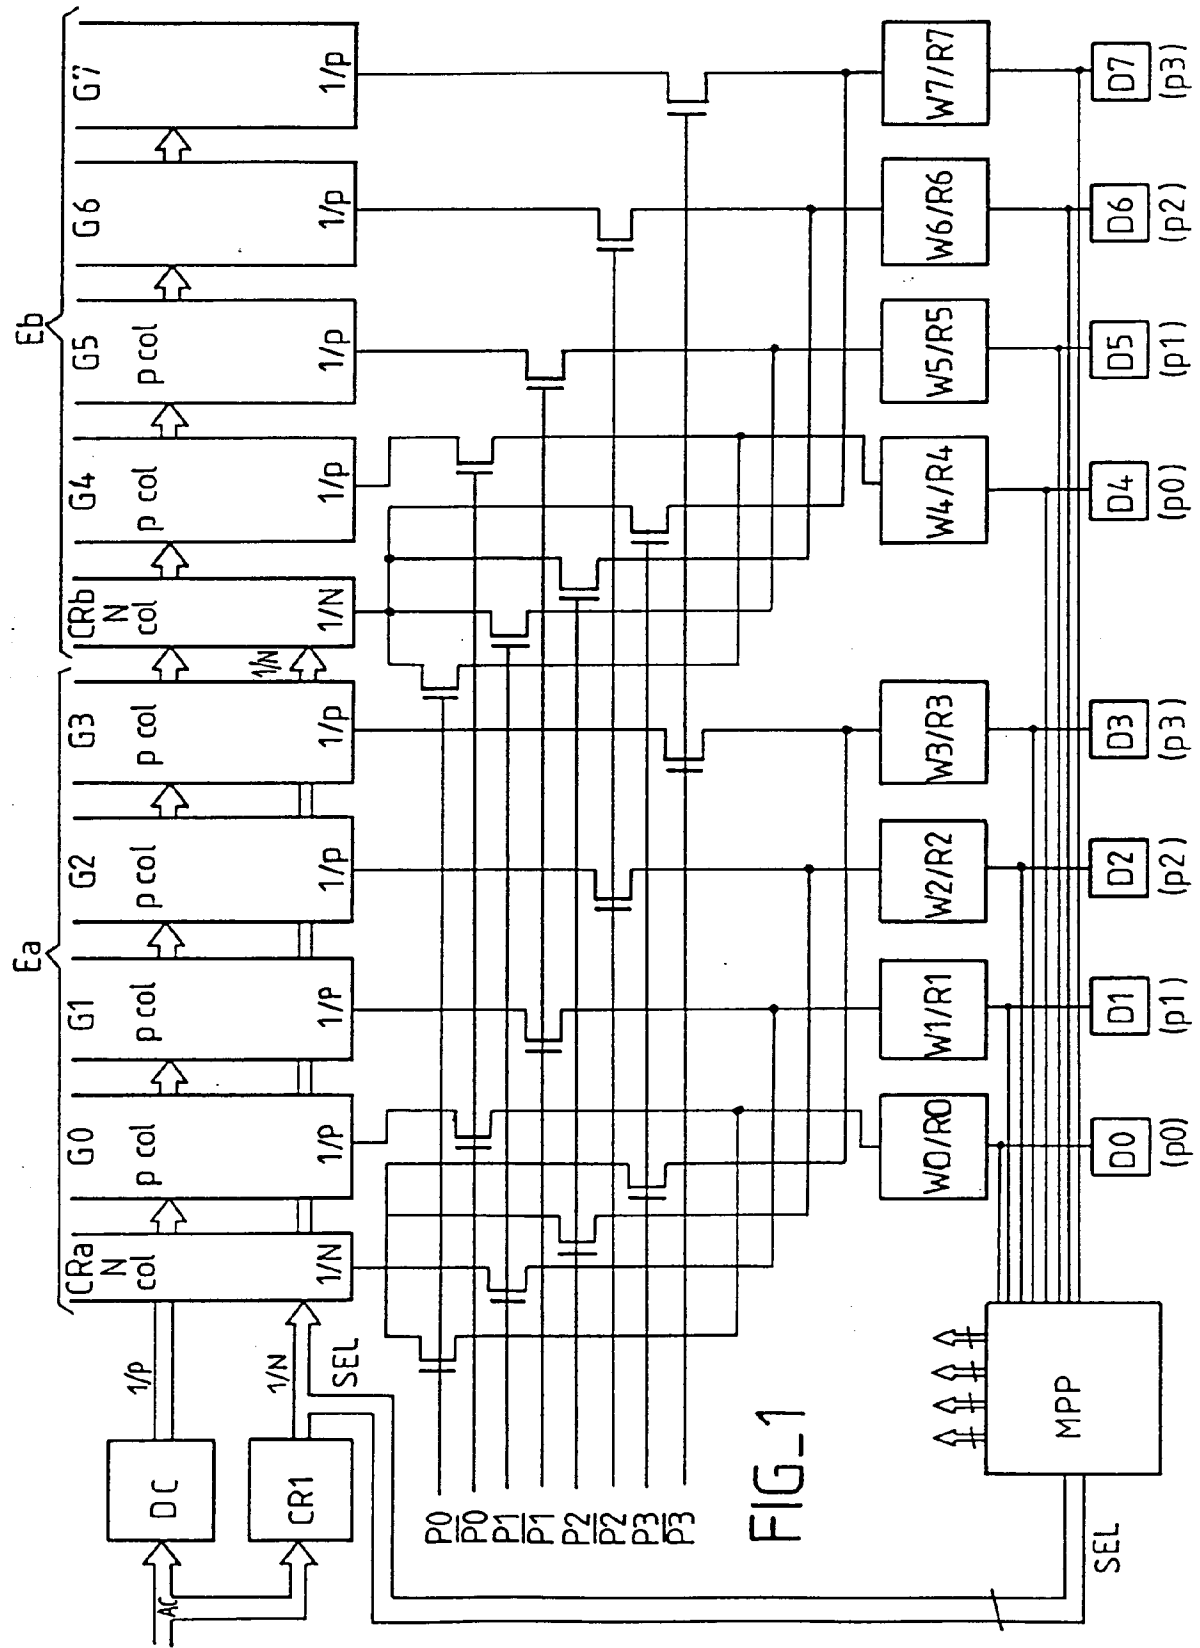 Ea
Eb
CRa
N
col
1/N
G0
p col
1/P
G1
p col
1/P
G2
p col
1/p
G3
p col
1/p
1/N
CRb
N
col
1/N
G4
p col
1/p
G5
p col
1/p
G6
1/p
G7
1/p
AC
DC
1/P
CR1
1/N
SEL
P0
P0
P1
P1
P2
P2
P3
P3
W0/R0
W1/R1
W2/R2
W3/R3
W4/R4
W5/R5
W6/R6
W7/R7
MPP
SEL
D0
(p0)
D1
(p1)
D2
(p2)
D3
(p3)
D4
(p0)
D5
(p1)
D6
(p2)
D7
(p3)
FIG_1